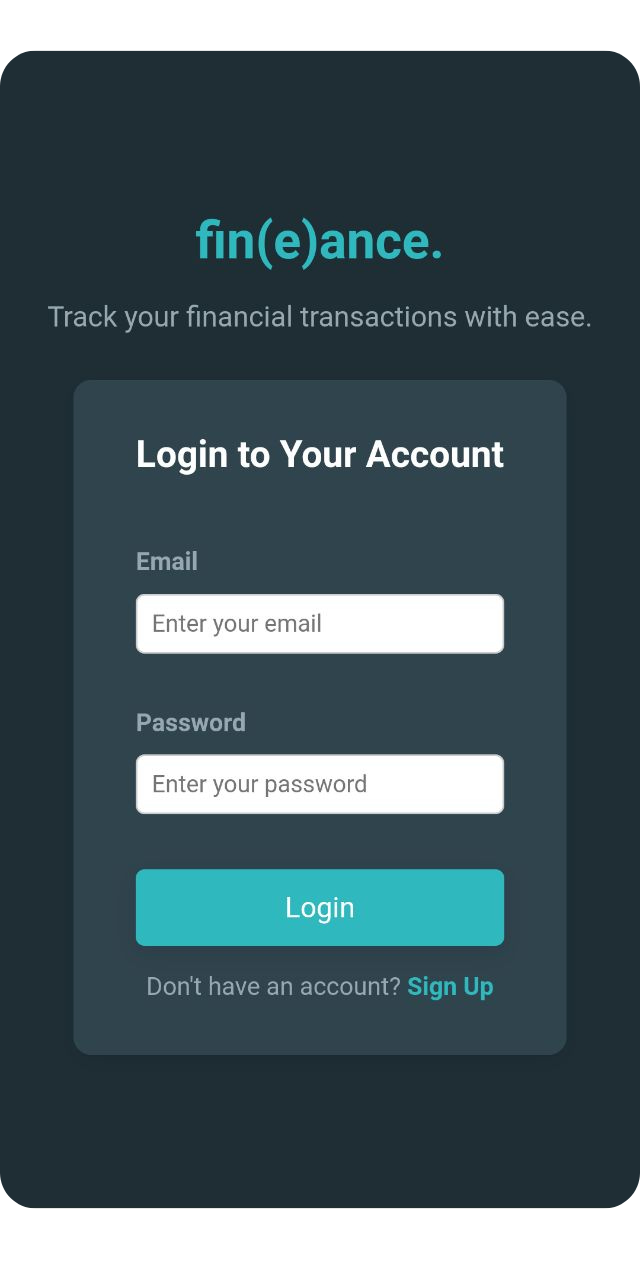 fin(e)ance.
Track your financial transactions with ease.
Login to Your Account
Email
Enter your email
Password
Enter your password
Login
Don't have an account? Sign Up